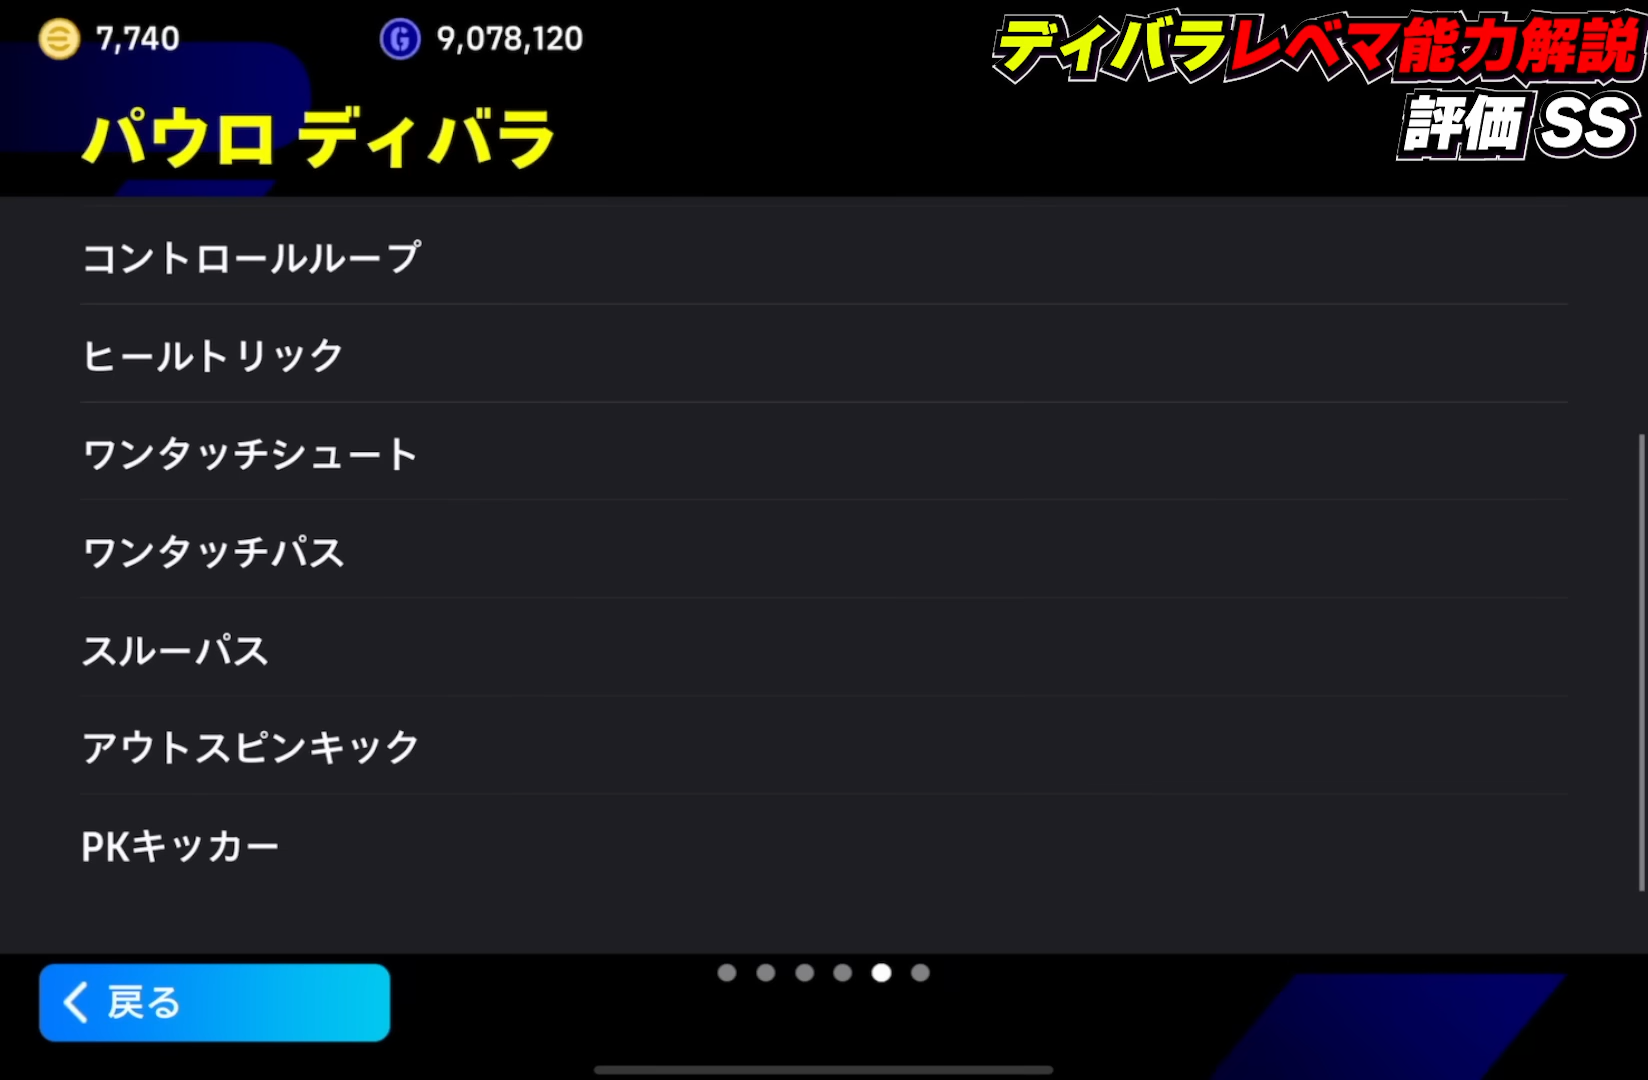 7,740
9,078,120
ディバラレベマ能力解説
評価 SS
パウロ ディバラ
コントロールループ
ヒールトリック
ワンタッチシュート
ワンタッチパス
スルーパス
アウトスピンキック
PKキッカー
戻る